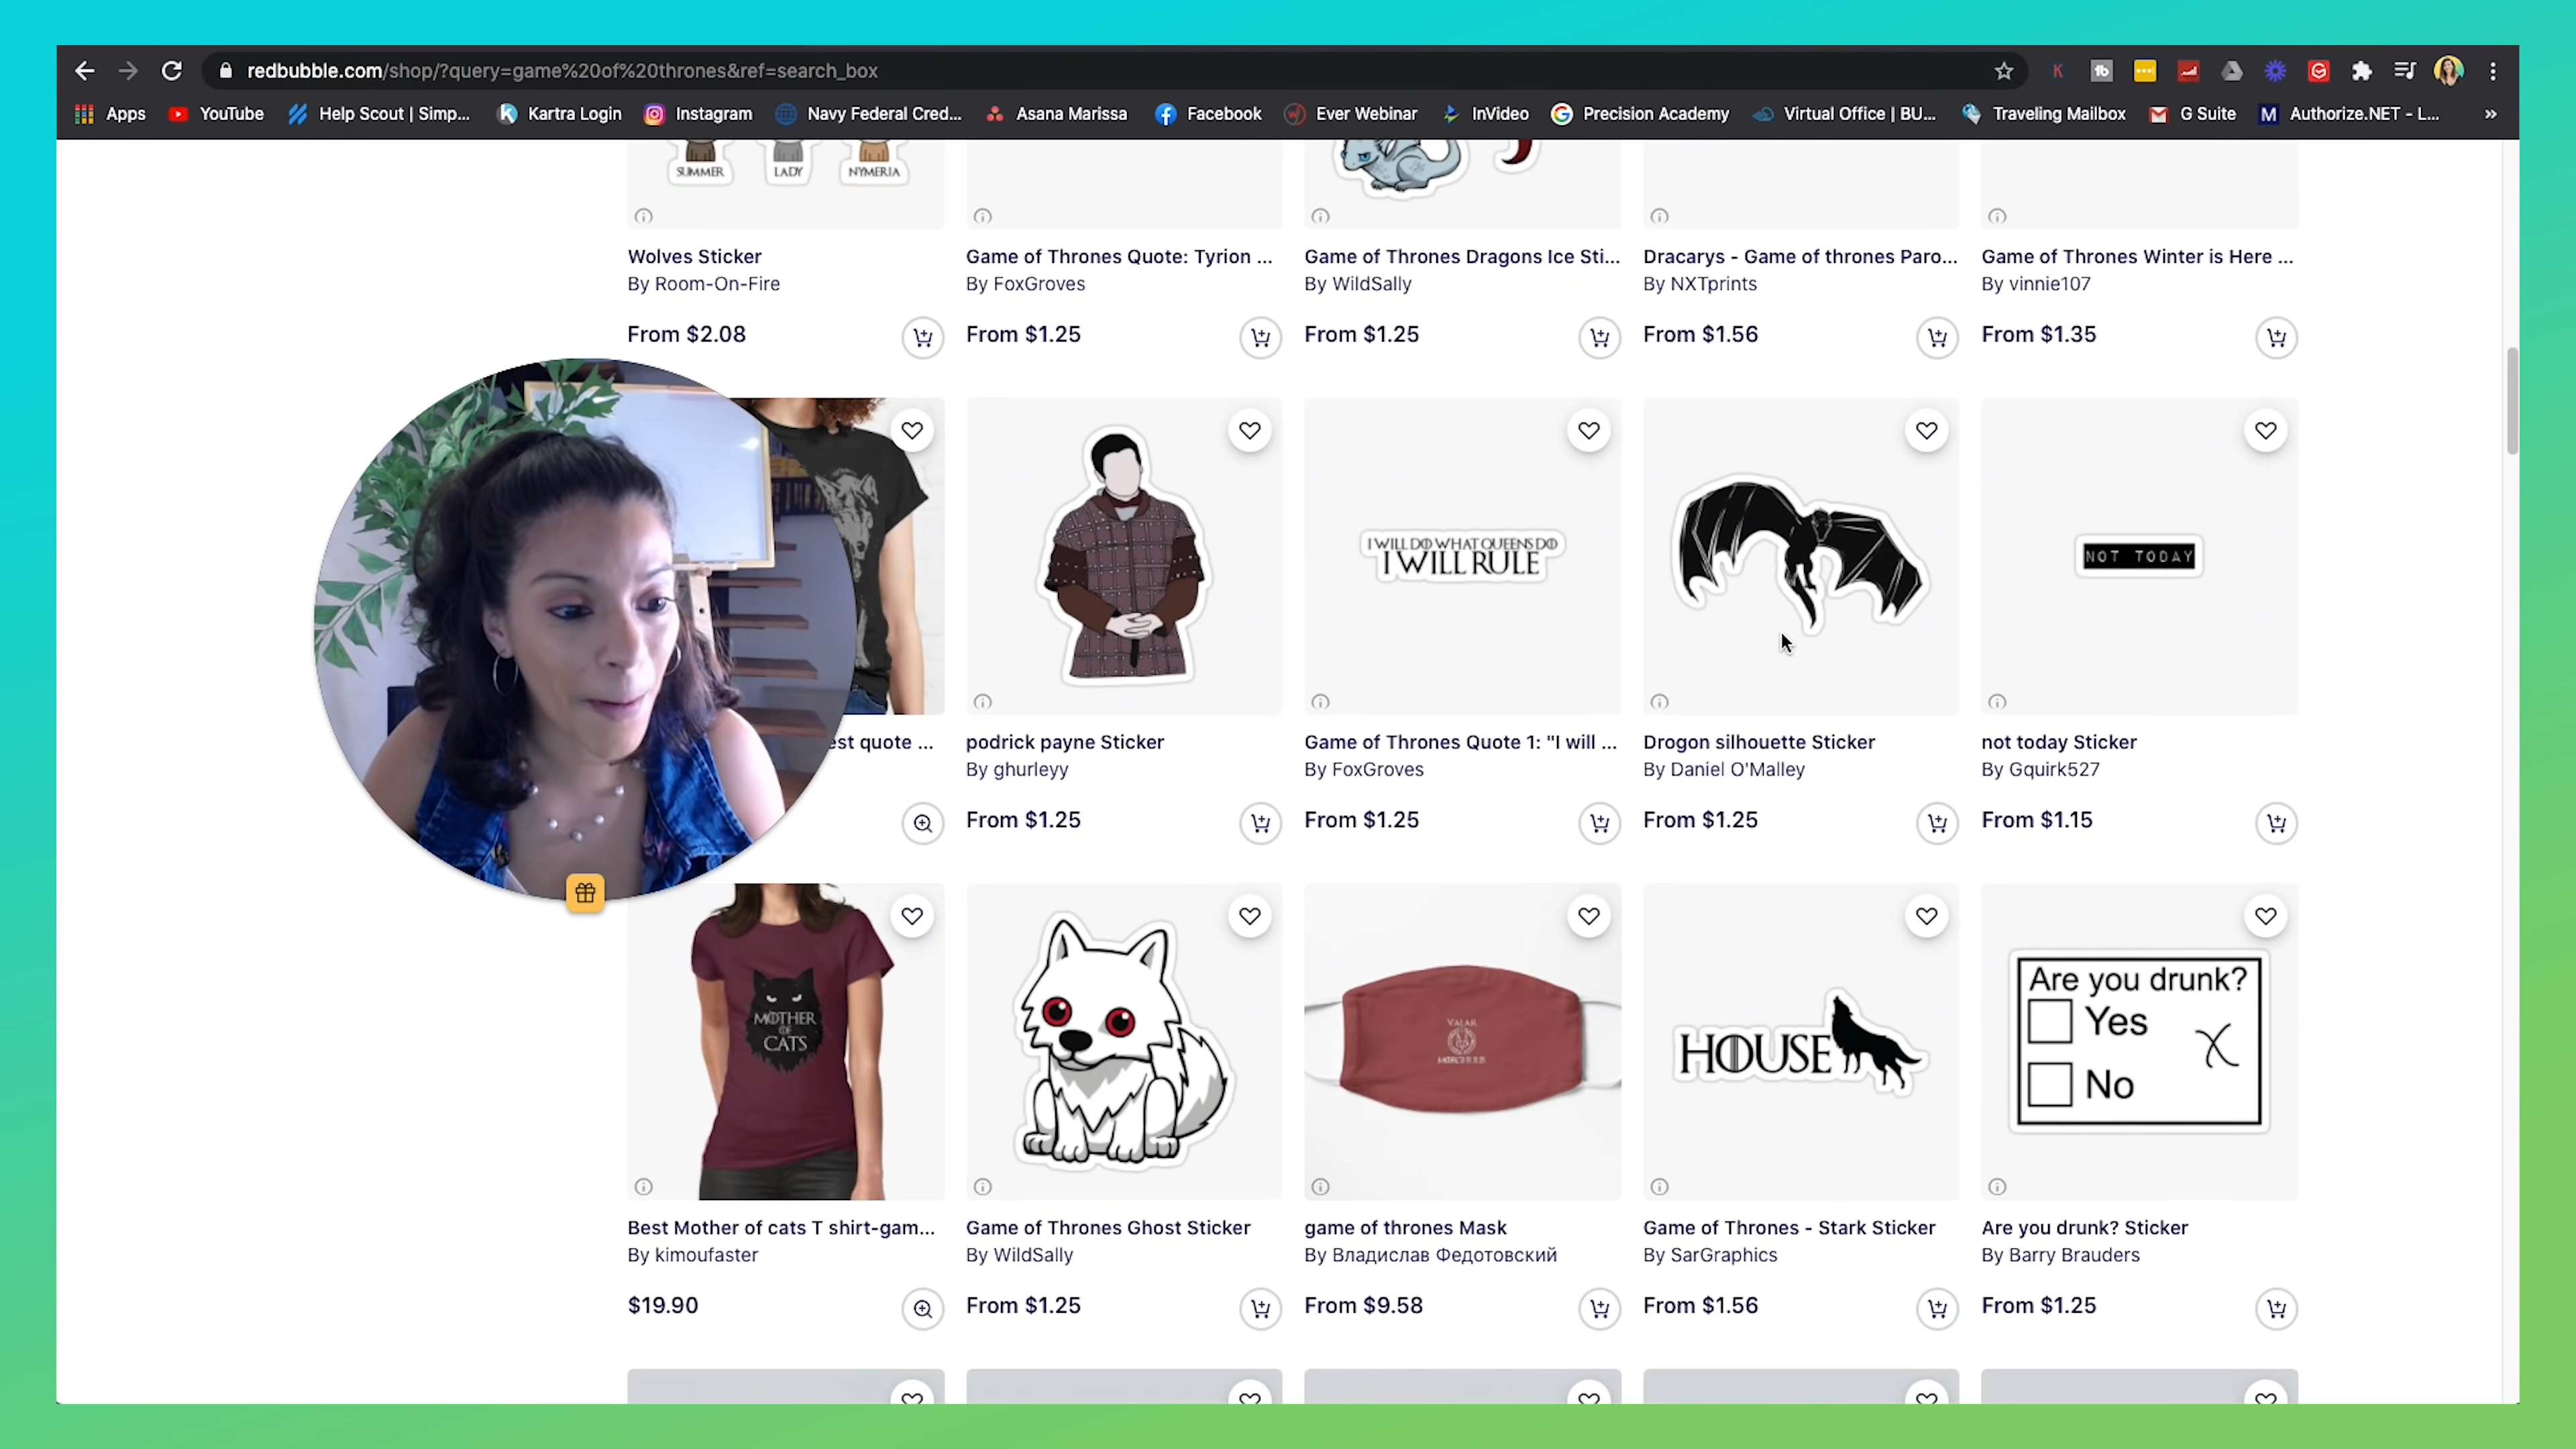 redbubble.com/shop/?query=game%20of%20thrones&ref=search_box
Apps YouTube Help Scout | Simp... Kartra Login Instagram Navy Federal Cred... Asana Marissa Facebook Ever Webinar InVideo Precision Academy Virtual Office | BU... Traveling Mailbox G Suite Authorize.NET - L... »
SUMMER LADY NYMERIA
Wolves Sticker
By Room-On-Fire
From $2.08
Game of Thrones Quote: Tyrion ...
By FoxGroves
From $1.25
Game of Thrones Dragons Ice Sti...
By WildSally
From $1.25
Dracarys - Game of thrones Paro...
By NXTprints
From $1.56
Game of Thrones Winter is Here ...
By vinnie107
From $1.35
est quote ...
podrick payne Sticker
By ghurleyy
From $1.25
I WILL DO WHAT QUEENS DO
I WILL RULE
Game of Thrones Quote 1: "I will ...
By FoxGroves
From $1.25
Drogon silhouette Sticker
By Daniel O'Malley
From $1.25
NOT TODAY
not today Sticker
By Gquirk527
From $1.15
MOTHER
OF
CATS
Best Mother of cats T shirt-gam...
By kimoufaster
$19.90
Game of Thrones Ghost Sticker
By WildSally
From $1.25
VALAR
MORGHULIS
game of thrones Mask
By Владислав Федотовский
From $9.58
HOUSE
Game of Thrones - Stark Sticker
By SarGraphics
From $1.56
Are you drunk?
Yes
No
X
Are you drunk? Sticker
By Barry Brauders
From $1.25